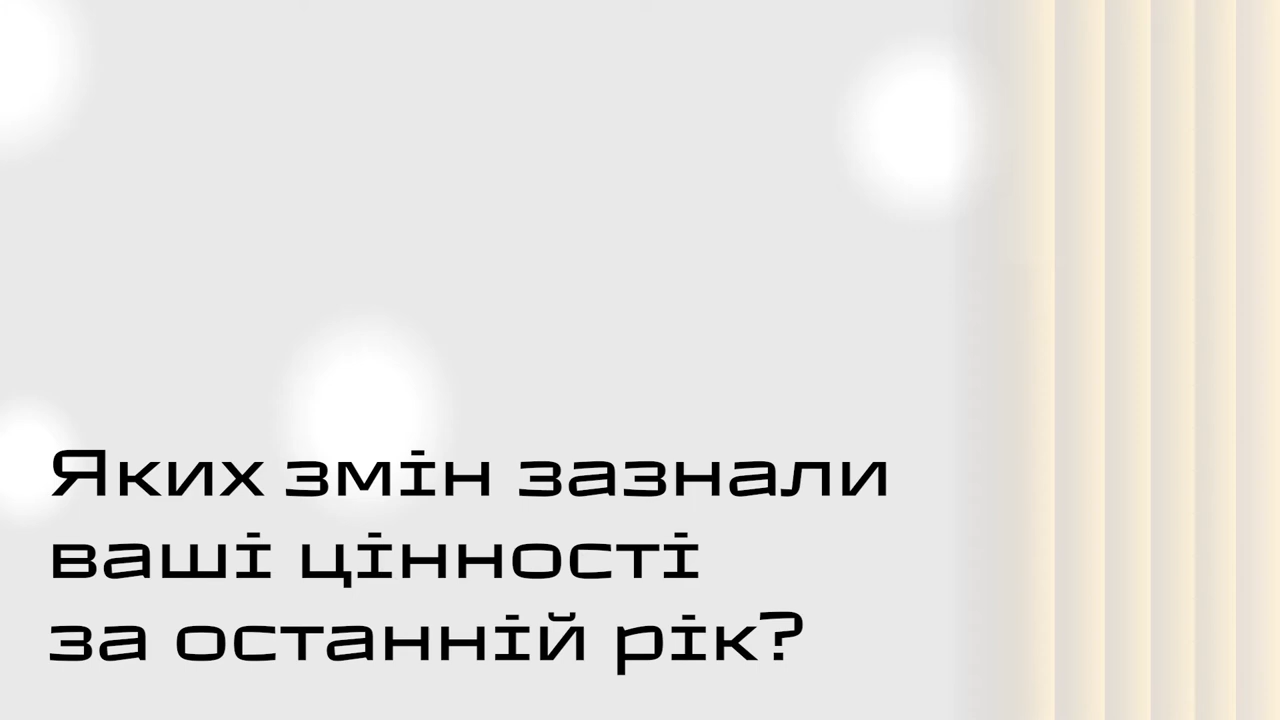 Яких змін зазнали
ваші цінності
за останній рік?